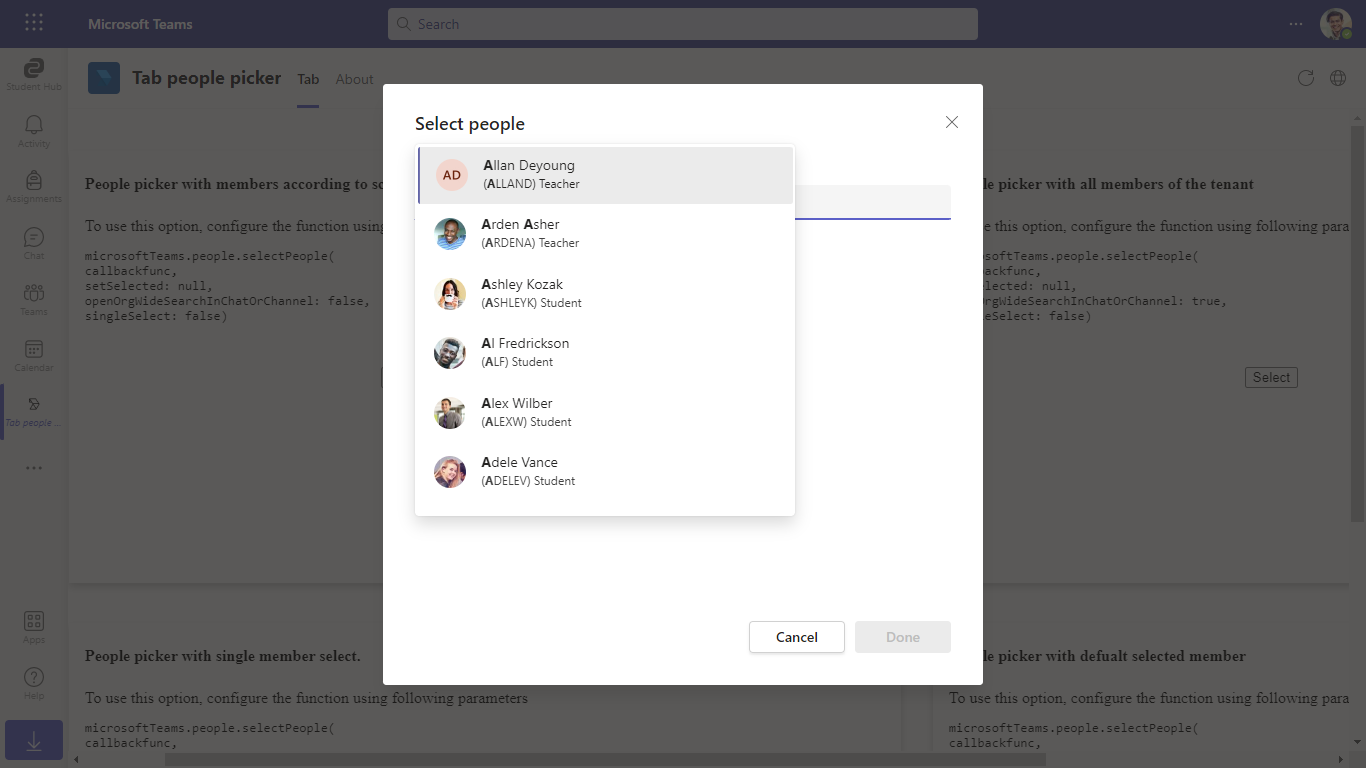 Microsoft Teams
Search
Student Hub
Activity
Assignments
Chat
Teams
Calendar
Tab people ...
Apps
Help
Tab people picker
Tab
About
People picker with members according to sc
To use this option, configure the function using
microsoftTeams.people.selectPeople(
callbackfunc,
setSelected: null,
openOrgWideSearchInChatOrChannel: false,
singleSelect: false)
le picker with all members of the tenant
e this option, configure the function using following para
softTeams.people.selectPeople(
backfunc,
elected: null,
rgWideSearchInChatOrChannel: true,
eSelect: false)
Select
Select people
AD
Allan Deyoung
(ALLAND) Teacher
Arden Asher
(ARDENA) Teacher
Ashley Kozak
(ASHLEYK) Student
Al Fredrickson
(ALF) Student
Alex Wilber
(ALEXW) Student
Adele Vance
(ADELEV) Student
Cancel
Done
People picker with single member select.
To use this option, configure the function using following parameters
microsoftTeams.people.selectPeople(
callbackfunc,
le picker with defualt selected member
To use this option, configure the function using following para
microsoftTeams.people.selectPeople(
callbackfunc,